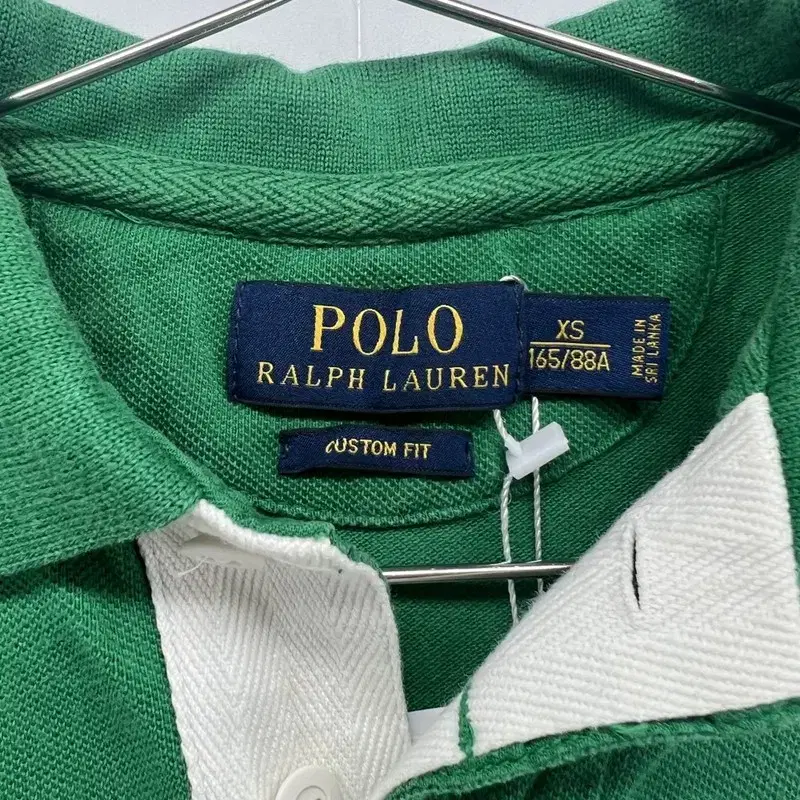 POLO
RALPH LAUREN
XS
165/88A
MADE IN
SRI LANKA
CUSTOM FIT